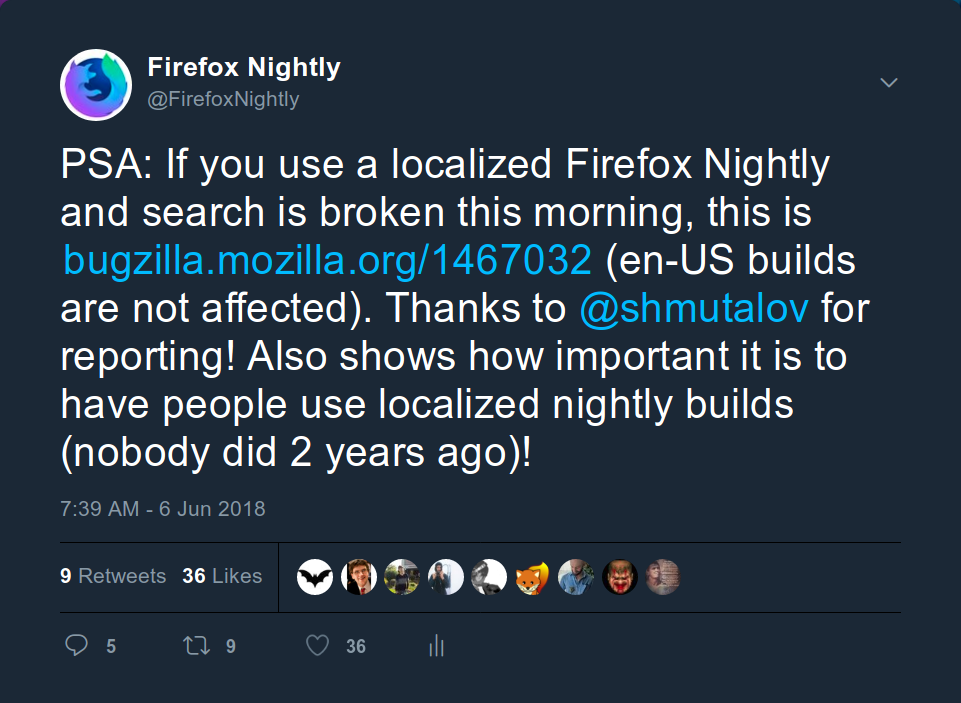 Firefox Nightly
@FirefoxNightly
PSA: If you use a localized Firefox Nightly
and search is broken this morning, this is
bugzilla.mozilla.org/1467032 (en-US builds
are not affected). Thanks to @shmutalov for
reporting! Also shows how important it is to
have people use localized nightly builds
(nobody did 2 years ago)!
7:39 AM - 6 Jun 2018
9 Retweets 36 Likes
5 9 36